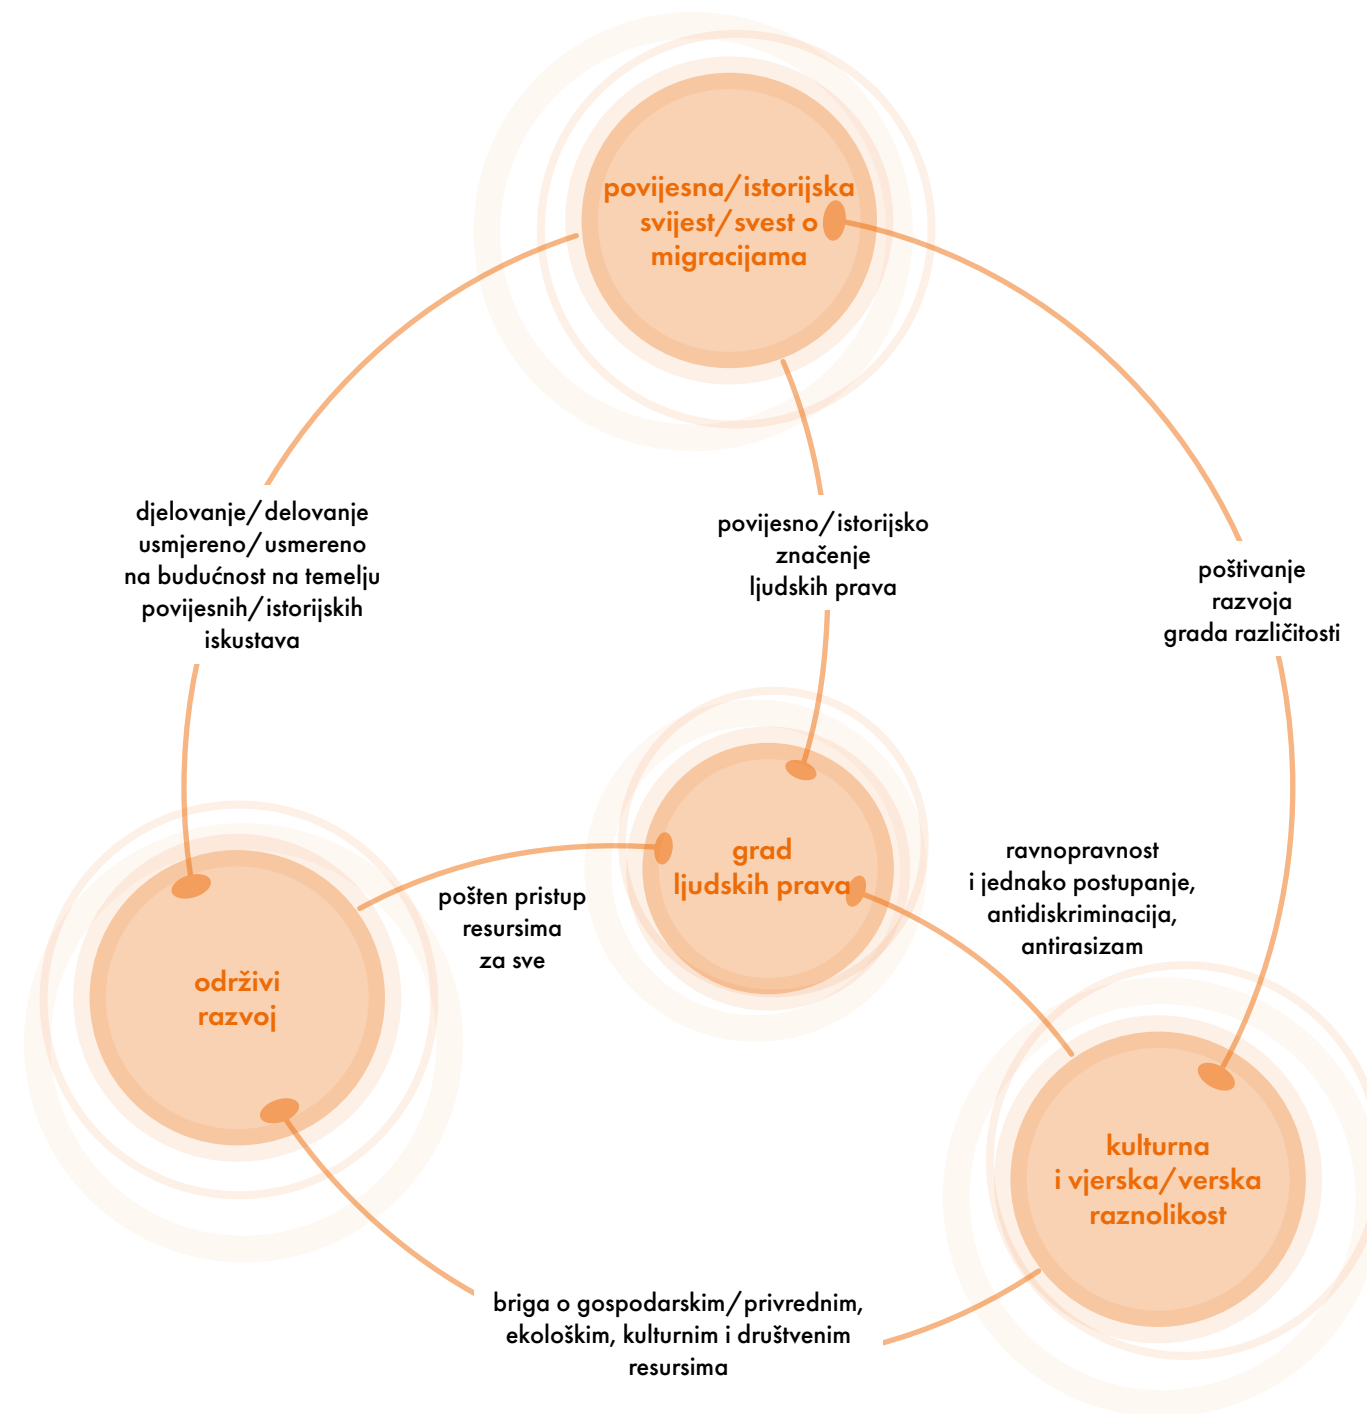 povijesna/istorijska
svijest/svest o
migracijama
djelovanje/delovanje
usmjereno/usmereno
na budućnost na temelju
povijesnih/istorijskih
iskustava
povijesno/istorijsko
značenje
ljudskih prava
poštivanje
razvoja
grada različitosti
grad
ljudskih prava
ravnopravnost
i jednako postupanje,
antidiskriminacija,
antirasizam
pošten pristup
resursima
za sve
održivi
razvoj
kulturna
i vjerska/verska
raznolikost
briga o gospodarskim/privrednim,
ekološkim, kulturnim i društvenim
resursima